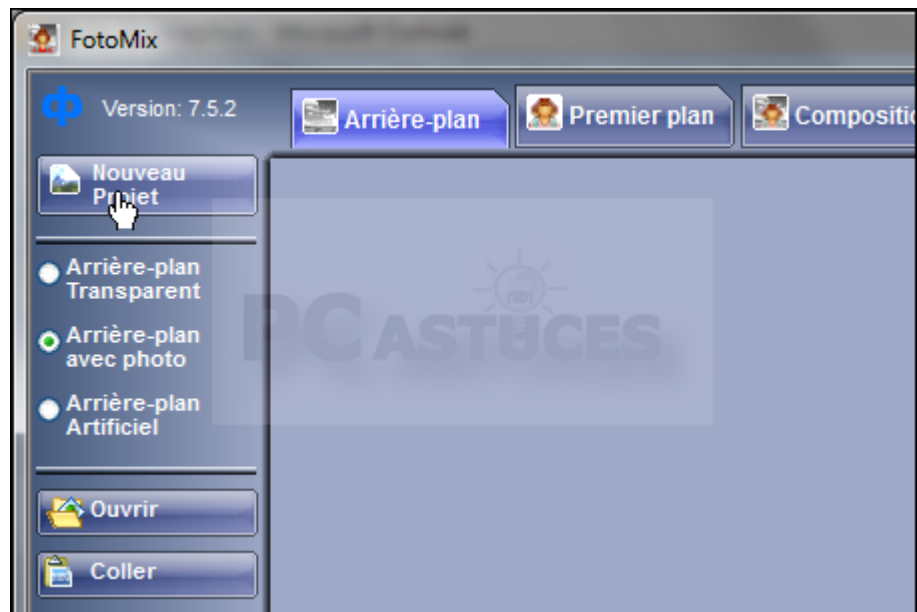 FotoMix
Version: 7.5.2
Arrière-plan
Premier plan
Nouveau
Projet
Arrière-plan
Transparent
Arrière-plan
avec photo
Arrière-plan
Artificiel
PC ASTUCES
Ouvrir
Coller